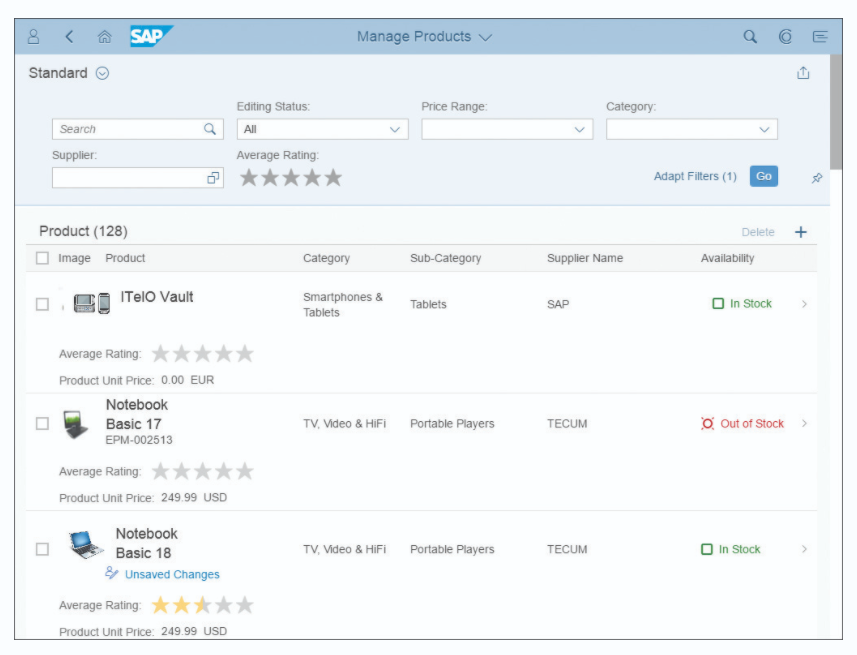 SAP Manage Products
Standard
Editing Status: Price Range: Category:
Search All
Supplier: Average Rating:
Adapt Filters (1) Go
Product (128) Delete
Image Product Category Sub-Category Supplier Name Availability
ITelO Vault Smartphones & Tablets Tablets SAP In Stock
Average Rating:
Product Unit Price: 0.00 EUR
Notebook
Basic 17 TV, Video & HiFi Portable Players TECUM Out of Stock
EPM-002513
Average Rating:
Product Unit Price: 249.99 USD
Notebook
Basic 18 TV, Video & HiFi Portable Players TECUM In Stock
Unsaved Changes
Average Rating:
Product Unit Price: 249.99 USD